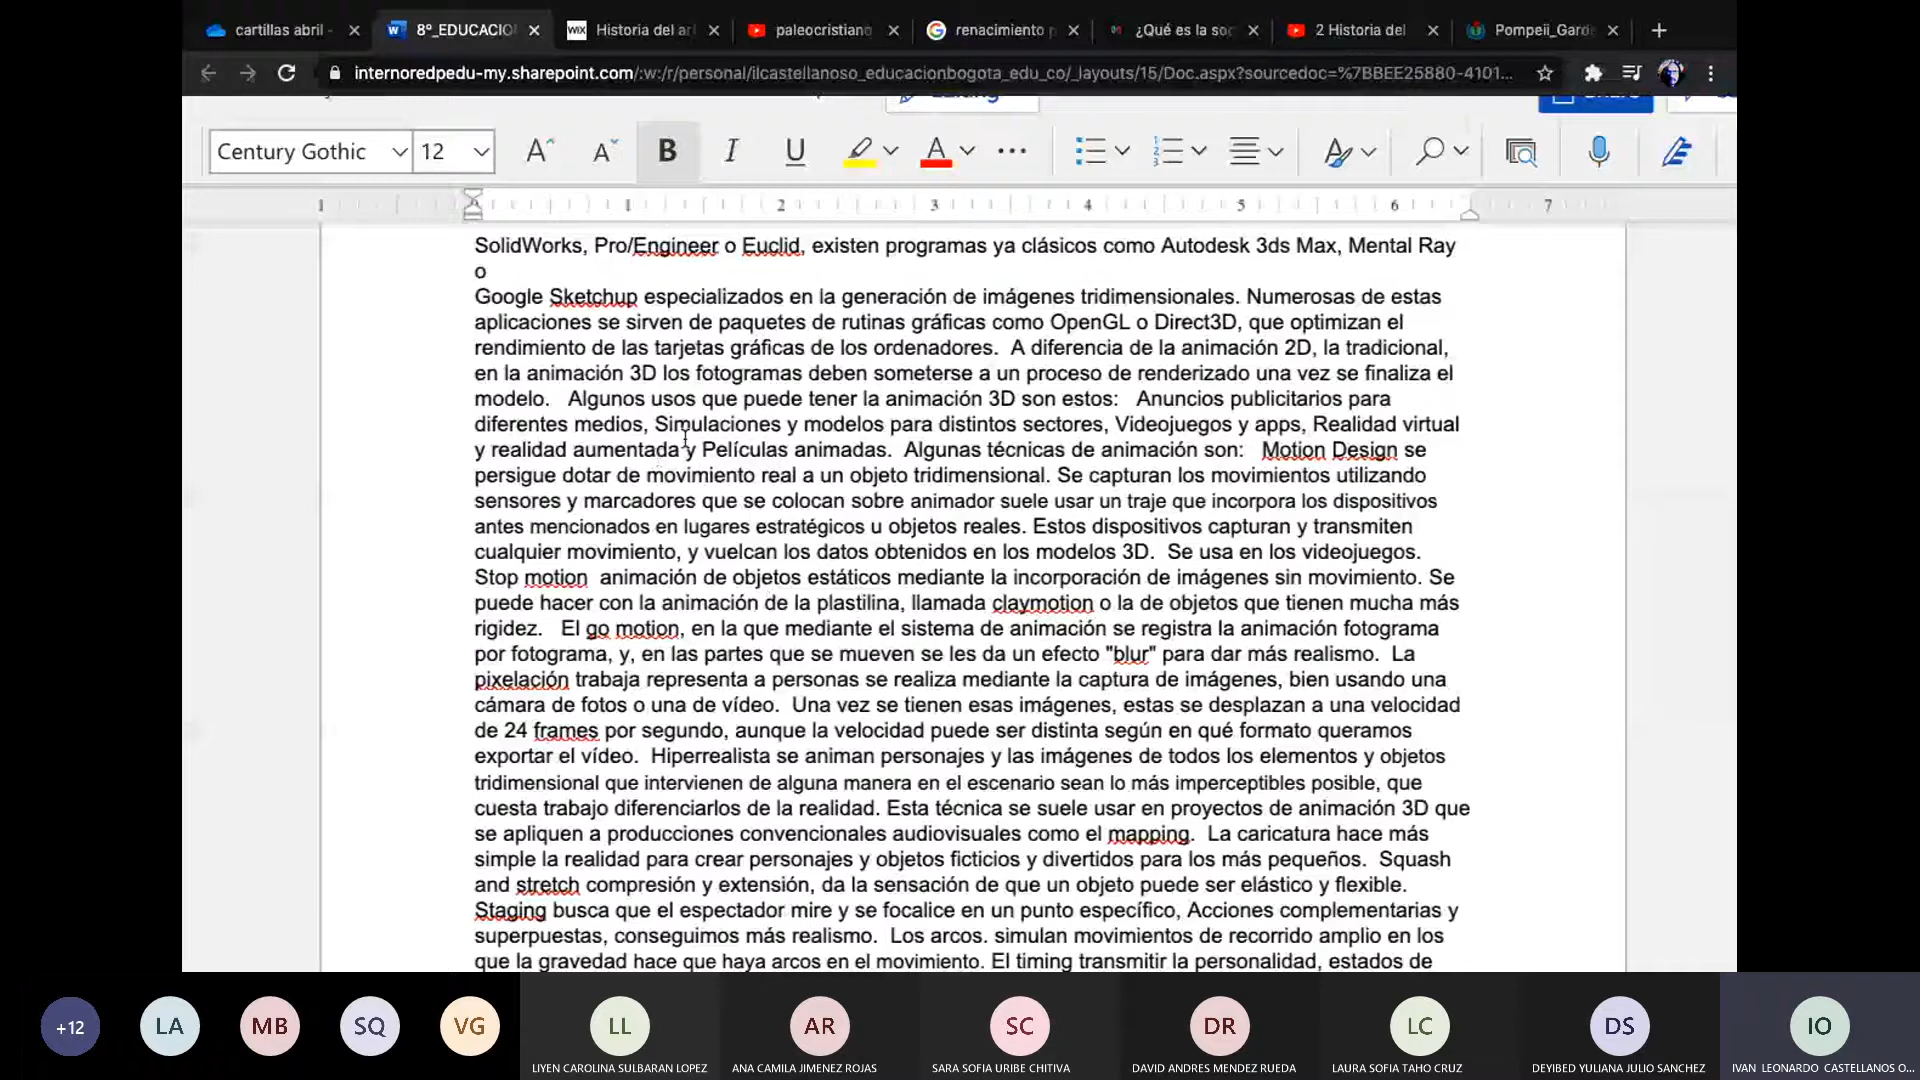 cartillas abril -
8º_EDUCACIO
Historia del ar
paleocristiano
renacimiento p
¿Qué es la soc
2 Historia del
Pompeii_Garde
internoredpedu-my.sharepoint.com/:w:/r/personal/ilcastellanoso_educacionbogota_edu_co/_layouts/15/Doc.aspx?sourcedoc=%7BBEE25880-4101...
Century Gothic 12
1 1 2 3 4 5 6 7
SolidWorks, Pro/Engineer o Euclid, existen programas ya clásicos como Autodesk 3ds Max, Mental Ray
o
Google Sketchup especializados en la generación de imágenes tridimensionales. Numerosas de estas
aplicaciones se sirven de paquetes de rutinas gráficas como OpenGL o Direct3D, que optimizan el
rendimiento de las tarjetas gráficas de los ordenadores. A diferencia de la animación 2D, la tradicional,
en la animación 3D los fotogramas deben someterse a un proceso de renderizado una vez se finaliza el
modelo. Algunos usos que puede tener la animación 3D son estos: Anuncios publicitarios para
diferentes medios, Simulaciones y modelos para distintos sectores, Videojuegos y apps, Realidad virtual
y realidad aumentada y Películas animadas. Algunas técnicas de animación son: Motion Design se
persigue dotar de movimiento real a un objeto tridimensional. Se capturan los movimientos utilizando
sensores y marcadores que se colocan sobre animador suele usar un traje que incorpora los dispositivos
antes mencionados en lugares estratégicos u objetos reales. Estos dispositivos capturan y transmiten
cualquier movimiento, y vuelcan los datos obtenidos en los modelos 3D. Se usa en los videojuegos.
Stop motion animación de objetos estáticos mediante la incorporación de imágenes sin movimiento. Se
puede hacer con la animación de la plastilina, llamada claymotion o la de objetos que tienen mucha más
rigidez. El go motion, en la que mediante el sistema de animación se registra la animación fotograma
por fotograma, y, en las partes que se mueven se les da un efecto "blur" para dar más realismo. La
pixelación trabaja representa a personas se realiza mediante la captura de imágenes, bien usando una
cámara de fotos o una de vídeo. Una vez se tienen esas imágenes, estas se desplazan a una velocidad
de 24 frames por segundo, aunque la velocidad puede ser distinta según en qué formato queramos
exportar el vídeo. Hiperrealista se animan personajes y las imágenes de todos los elementos y objetos
tridimensional que intervienen de alguna manera en el escenario sean lo más imperceptibles posible, que
cuesta trabajo diferenciarlos de la realidad. Esta técnica se suele usar en proyectos de animación 3D que
se apliquen a producciones convencionales audiovisuales como el mapping. La caricatura hace más
simple la realidad para crear personajes y objetos ficticios y divertidos para los más pequeños. Squash
and stretch compresión y extensión, da la sensación de que un objeto puede ser elástico y flexible.
Staging busca que el espectador mire y se focalice en un punto específico, Acciones complementarias y
superpuestas, conseguimos más realismo. Los arcos. simulan movimientos de recorrido amplio en los
que la gravedad hace que haya arcos en el movimiento. El timing transmitir la personalidad, estados de
+12 LA MB SQ VG LL AR SC DR LC DS IO
LIYEN CAROLINA SULBARAN LOPEZ
ANA CAMILA JIMENEZ ROJAS
SARA SOFIA URIBE CHITIVA
DAVID ANDRES MENDEZ RUEDA
LAURA SOFIA TAHO CRUZ
DEYIBED YULIANA JULIO SANCHEZ
IVAN LEONARDO CASTELLANOS O...